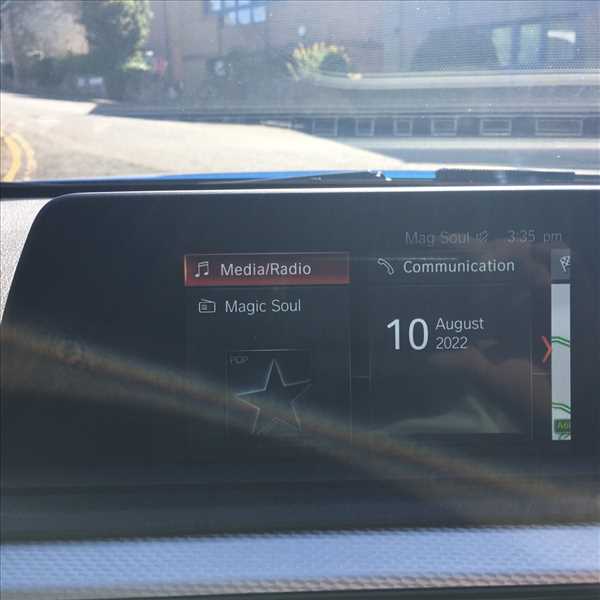 Mag Soul 3:35 pm
Media/Radio
Communication
Magic Soul
10 August
2022
POP